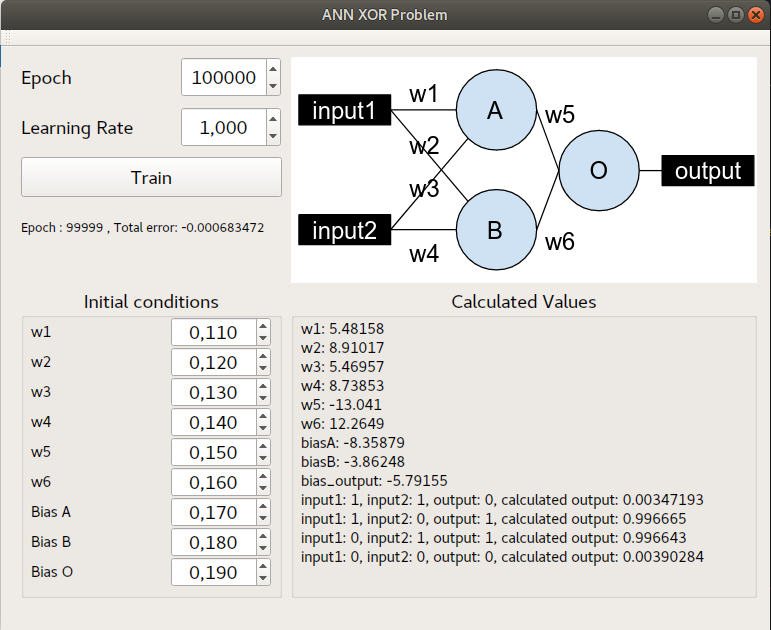 ANN XOR Problem
Epoch 100000
Learning Rate 1,000
Train
Epoch : 99999 , Total error: -0.000683472
input1 w1 A w5
w2
w3 O output
input2 w4 B w6
Initial conditions
w1 0,110
w2 0,120
w3 0,130
w4 0,140
w5 0,150
w6 0,160
Bias A 0,170
Bias B 0,180
Bias O 0,190
Calculated Values
w1: 5.48158
w2: 8.91017
w3: 5.46957
w4: 8.73853
w5: -13.041
w6: 12.2649
biasA: -8.35879
biasB: -3.86248
bias_output: -5.79155
input1: 1, input2: 1, output: 0, calculated output: 0.00347193
input1: 1, input2: 0, output: 1, calculated output: 0.996665
input1: 0, input2: 1, output: 1, calculated output: 0.996643
input1: 0, input2: 0, output: 0, calculated output: 0.00390284